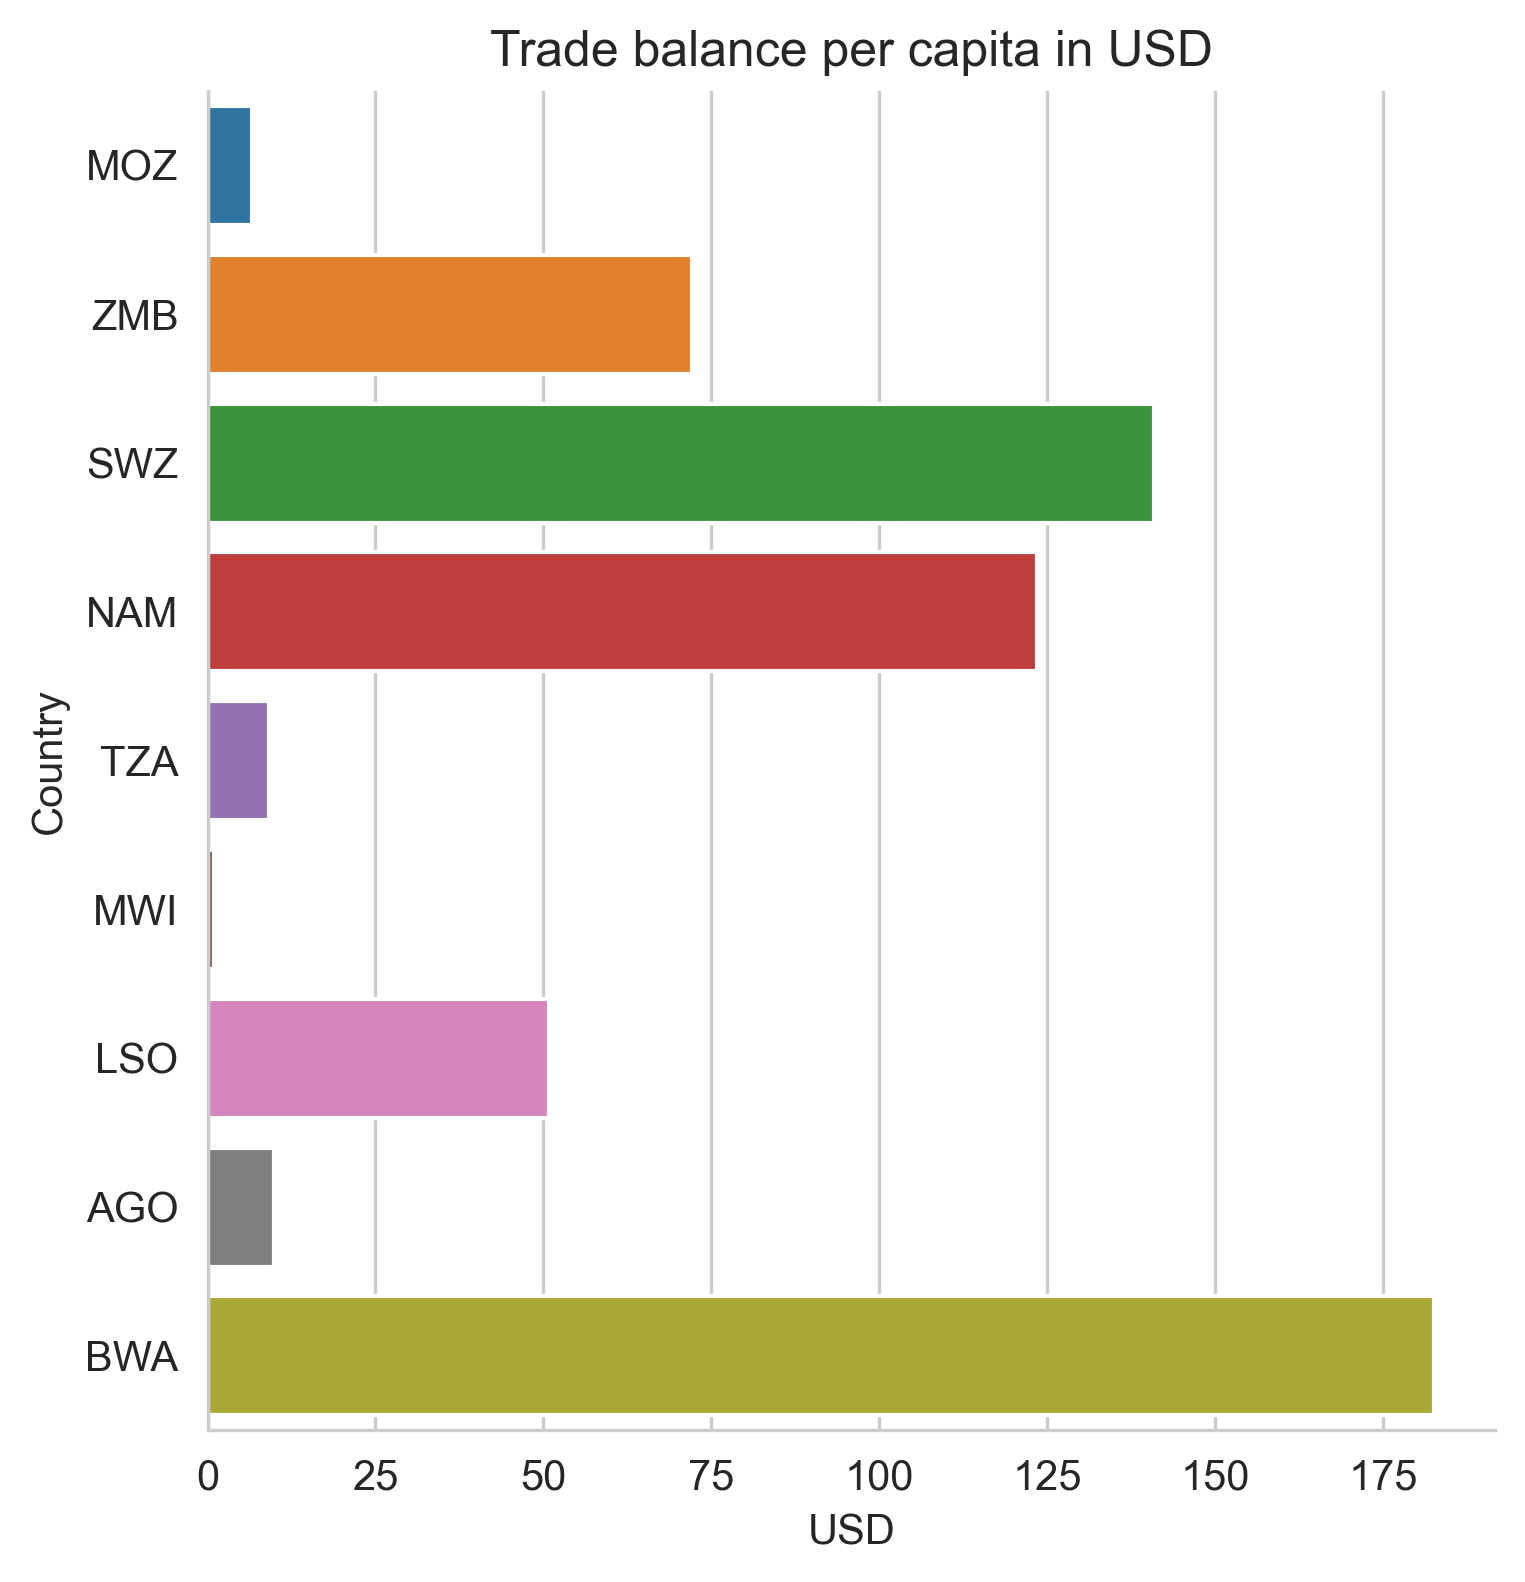 Trade balance per capita in USD
MOZ
ZMB
SWZ
NAM
TZA
MWI
LSO
AGO
BWA
Country
0 25 50 75 100 125 150 175
USD